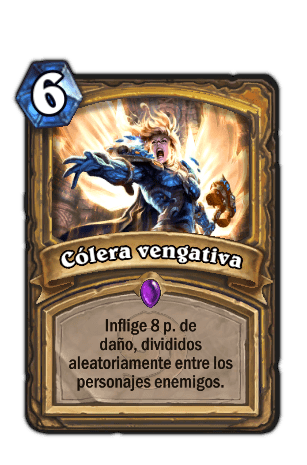 6
Cólera vengativa
Inflige 8 p. de
daño, divididos
aleatoriamente entre los
personajes enemigos.